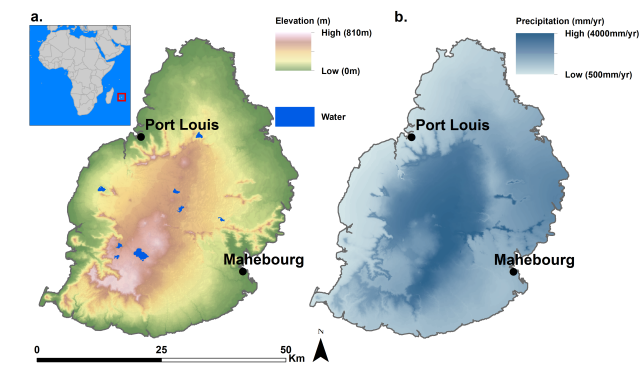 a.
Elevation (m)
High (810m)
Low (0m)
Water
Port Louis
Mahebourg
b.
Precipitation (mm/yr)
High (4000mm/yr)
Low (500mm/yr)
Port Louis
Mahebourg
0 25 50
Km
N